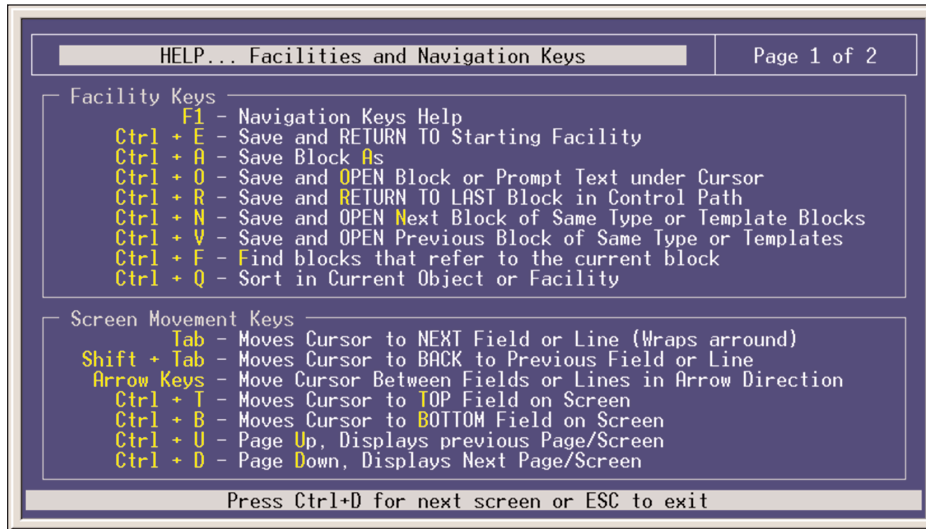 HELP... Facilities and Navigation Keys
Page 1 of 2
Facility Keys
F1 - Navigation Keys Help
Ctrl + E - Save and RETURN TO Starting Facility
Ctrl + A - Save Block As
Ctrl + O - Save and OPEN Block or Prompt Text under Cursor
Ctrl + R - Save and RETURN TO LAST Block in Control Path
Ctrl + N - Save and OPEN Next Block of Same Type or Template Blocks
Ctrl + V - Save and OPEN Previous Block of Same Type or Templates
Ctrl + F - Find blocks that refer to the current block
Ctrl + Q - Sort in Current Object or Facility
Screen Movement Keys
Tab - Moves Cursor to NEXT Field or Line (Wraps arround)
Shift + Tab - Moves Cursor to BACK to Previous Field or Line
Arrow Keys - Move Cursor Between Fields or Lines in Arrow Direction
Ctrl + T - Moves Cursor to TOP Field on Screen
Ctrl + B - Moves Cursor to BOTTOM Field on Screen
Ctrl + U - Page Up, Displays previous Page/Screen
Ctrl + D - Page Down, Displays Next Page/Screen
Press Ctrl+D for next screen or ESC to exit